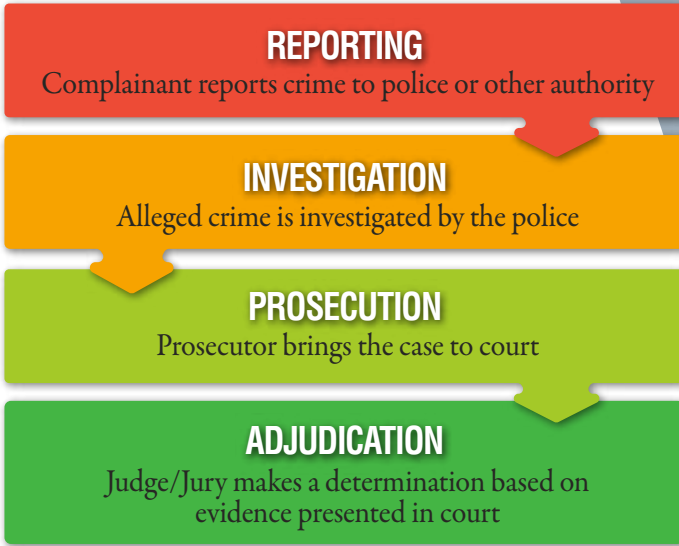 REPORTING
Complainant reports crime to police or other authority
INVESTIGATION
Alleged crime is investigated by the police
PROSECUTION
Prosecutor brings the case to court
ADJUDICATION
Judge/Jury makes a determination based on
evidence presented in court